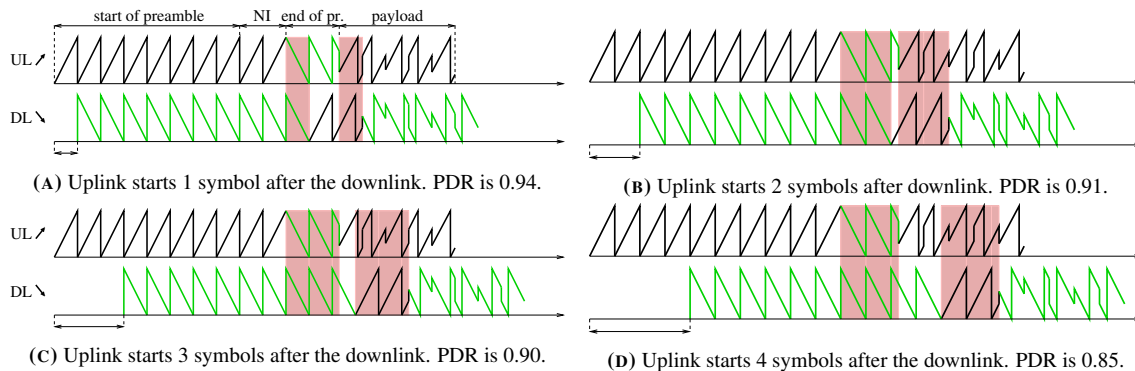 start of preamble NI end of pr. payload
UL ↗
DL ↘
(A) Uplink starts 1 symbol after the downlink. PDR is 0.94.
(B) Uplink starts 2 symbols after downlink. PDR is 0.91.
UL ↗
DL ↘
(C) Uplink starts 3 symbols after the downlink. PDR is 0.90.
(D) Uplink starts 4 symbols after the downlink. PDR is 0.85.